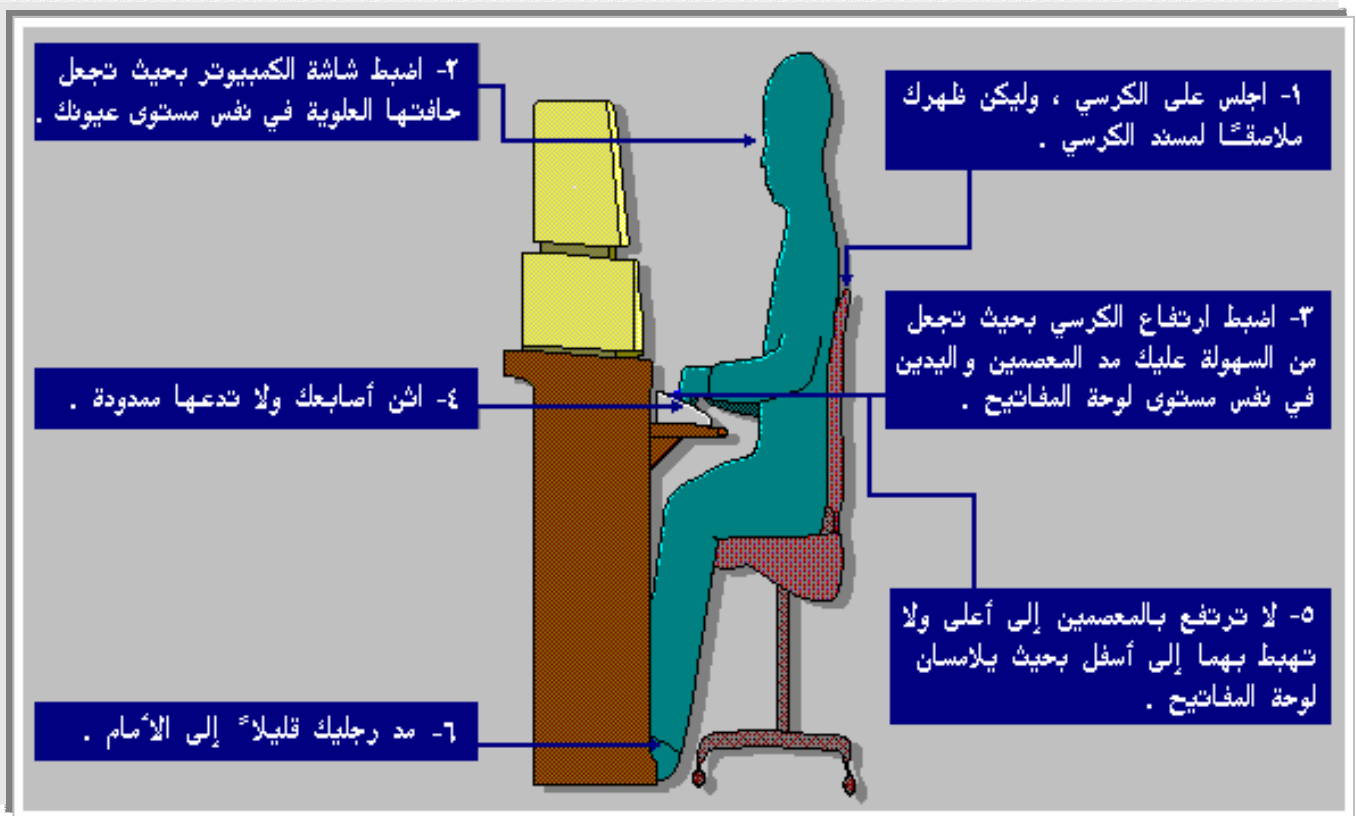 ١- اجلس على الكرسي ، وليكن ظهرك
ملاصقًا لمسند الكرسي .
٢- اضبط شاشة الكمبيوتر بحيث تجعل
حافتها العلوية في نفس مستوى عيونك .
٣- اضبط ارتفاع الكرسي بحيث تجعل
من السهولة عليك مد المعصمين واليدين
في نفس مستوى لوحة المفاتيح .
٤- اثن أصابعك ولا تدعها ممدودة .
٥- لا ترتفع بالمعصمين إلى أعلى ولا
تهبط بهما إلى أسفل بحيث يلامسان
لوحة المفاتيح .
٦- مد رجليك قليلاً إلى الأمام .